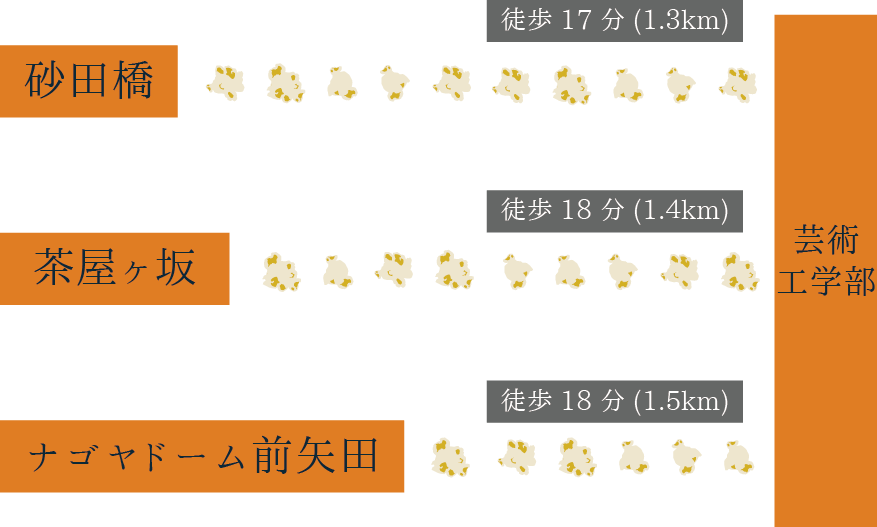 徒歩 17 分 (1.3km)
砂田橋
徒歩 18 分 (1.4km)
茶屋ヶ坂
芸術
工学部
徒歩 18 分 (1.5km)
ナゴヤドーム前矢田